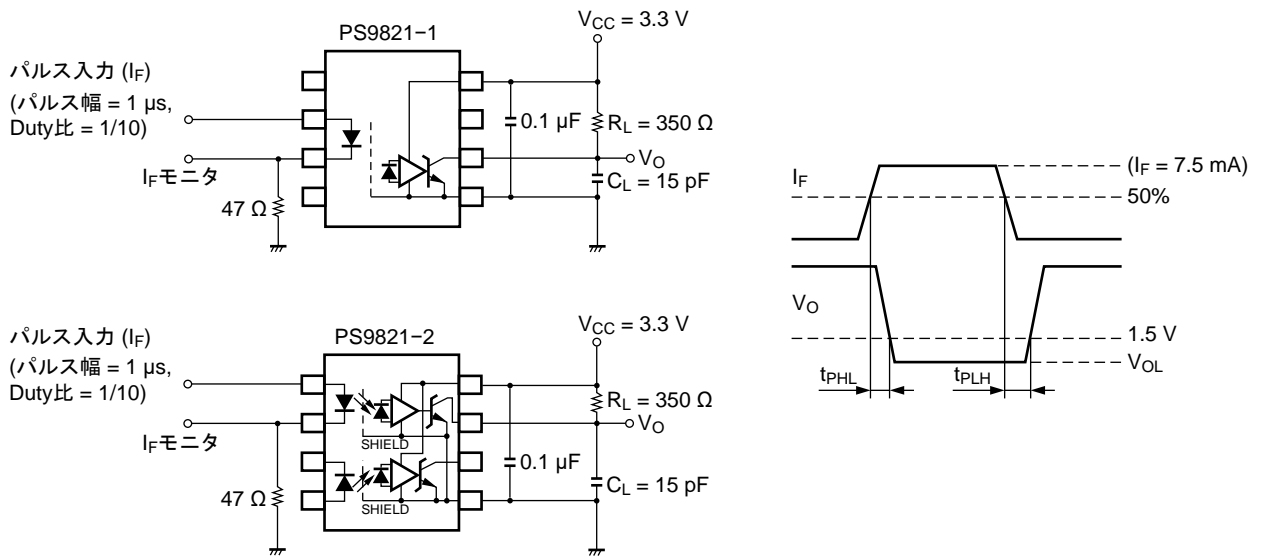 PS9821−1
V_CC = 3.3 V
パルス入力 (I_F)
(パルス幅 = 1 μs,
Duty比 = 1/10)
I_Fモニタ
47 Ω
0.1 μF
R_L = 350 Ω
V_O
C_L = 15 pF
PS9821−2
V_CC = 3.3 V
パルス入力 (I_F)
(パルス幅 = 1 μs,
Duty比 = 1/10)
I_Fモニタ
47 Ω
SHIELD
SHIELD
0.1 μF
R_L = 350 Ω
V_O
C_L = 15 pF
I_F
(I_F = 7.5 mA)
50%
V_O
1.5 V
V_OL
t_PHL
t_PLH